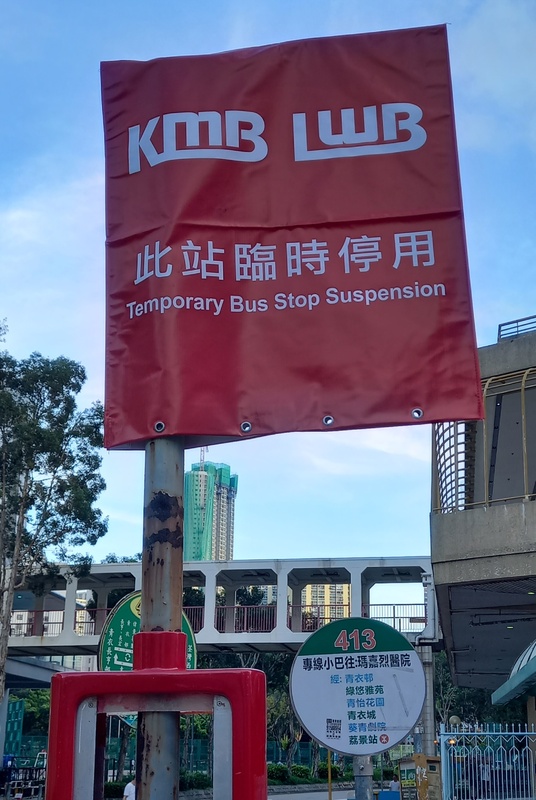 KMB LWB
此站臨時停用
Temporary Bus Stop Suspension
413
專線小巴往:瑪嘉烈醫院
經: 青衣邨
綠悠雅苑
青怡花園
青衣城
葵青劇院
荔景站